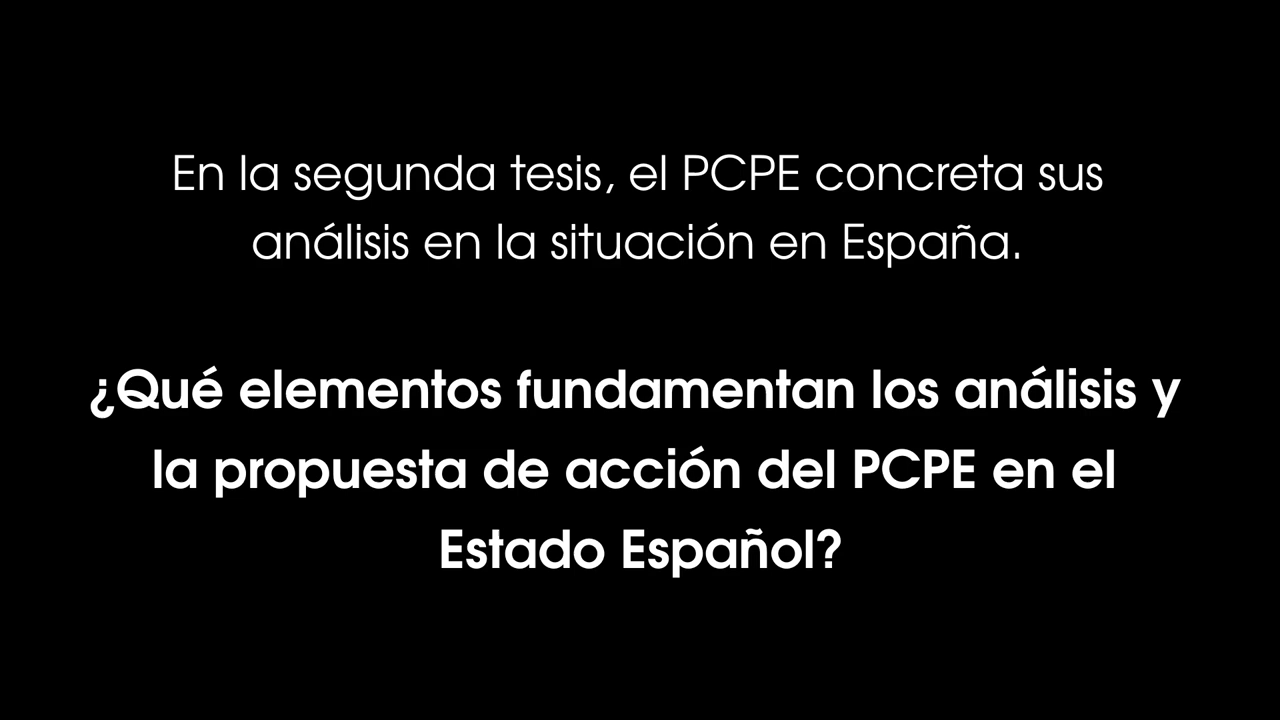 En la segunda tesis, el PCPE concreta sus
análisis en la situación en España.
¿Qué elementos fundamentan los análisis y
la propuesta de acción del PCPE en el
Estado Español?